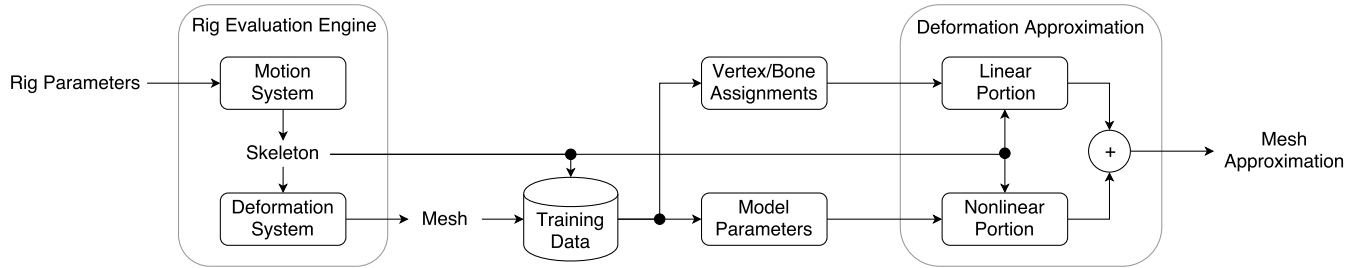 Rig Evaluation Engine
Deformation Approximation
Rig Parameters
Motion
System
Vertex/Bone
Assignments
Linear
Portion
Skeleton
+
Mesh
Approximation
Deformation
System
Mesh
Training
Data
Model
Parameters
Nonlinear
Portion